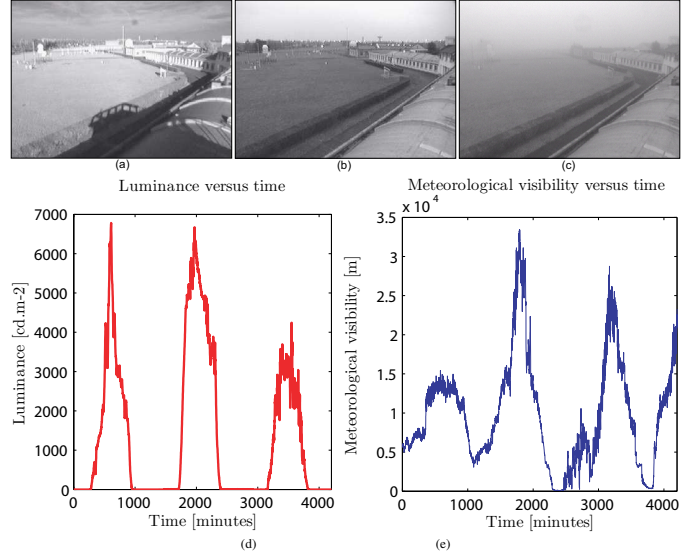 (a)
(b)
(c)
Luminance versus time
Meteorological visibility versus time
7000
6000
5000
4000
3000
2000
1000
0
Luminance [cd.m-2]
0
1000
2000
3000
4000
Time [minutes]
(d)
x 10 4
3.5
3
2.5
2
1.5
1
0.5
0
Meteorological visibility [m]
0
1000
2000
3000
4000
Time [minutes]
(e)